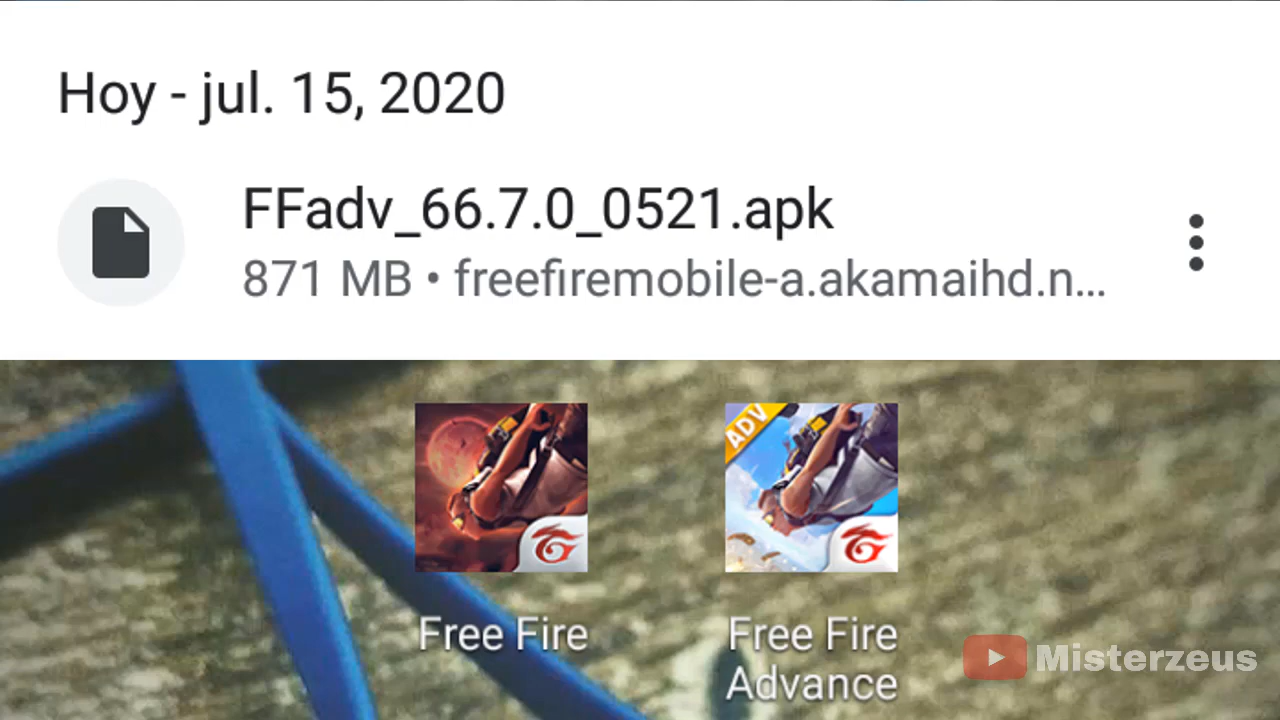 Hoy - jul. 15, 2020
FFadv_66.7.0_0521.apk
871 MB • freefiremobile-a.akamaihd.n...
ADV
Free Fire
Free Fire
Advance
Misterzeus